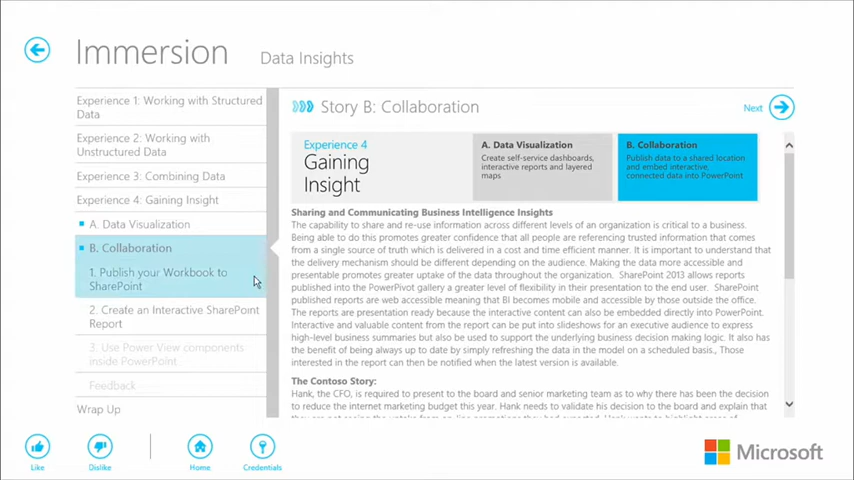 Immersion
Data Insights
Experience 1: Working with Structured
Data
Experience 2: Working with
Unstructured Data
Experience 3: Combining Data
Experience 4: Gaining Insight
A. Data Visualization
B. Collaboration
1. Publish your Workbook to
SharePoint
2. Create an Interactive SharePoint
Report
3. Use Power View components
inside PowerPoint
Feedback
Wrap Up
Story B: Collaboration
Next
Experience 4
Gaining
Insight
A. Data Visualization
Create self-service dashboards,
interactive reports and layered
maps
B. Collaboration
Publish data to a shared location
and embed interactive,
connected data into PowerPoint
Sharing and Communicating Business Intelligence Insights
The capability to share and re-use information across different levels of an organization is critical to a business.
Being able to do this promotes greater confidence that all people are referencing trusted information that comes
from a single source of truth which is delivered in a cost and time efficient manner. It is important to understand that
the delivery mechanism should be different depending on the audience. Making the data more accessible and
presentable promotes greater uptake of the data throughout the organization. SharePoint 2013 allows reports
published into the PowerPivot gallery a greater level of flexibility in their presentation to the end user. SharePoint
published reports are web accessible meaning that BI becomes mobile and accessible by those outside the office.
The reports are presentation ready because the interactive content can also be embedded directly into PowerPoint.
Interactive and valuable content from the report can be put into slideshows for an executive audience to express
high-level business summaries but also be used to support the underlying business decision making logic. It also has
the benefit of being always up to date by simply refreshing the data in the model on a scheduled basis., Those
interested in the report can then be notified when the latest version is available.
The Contoso Story:
Hank, the CFO, is required to present to the board and senior marketing team as to why there has been the decision
to reduce the internet marketing budget this year. Hank needs to validate his decision to the board and explain that
Like
Dislike
Home
Credentials
Microsoft